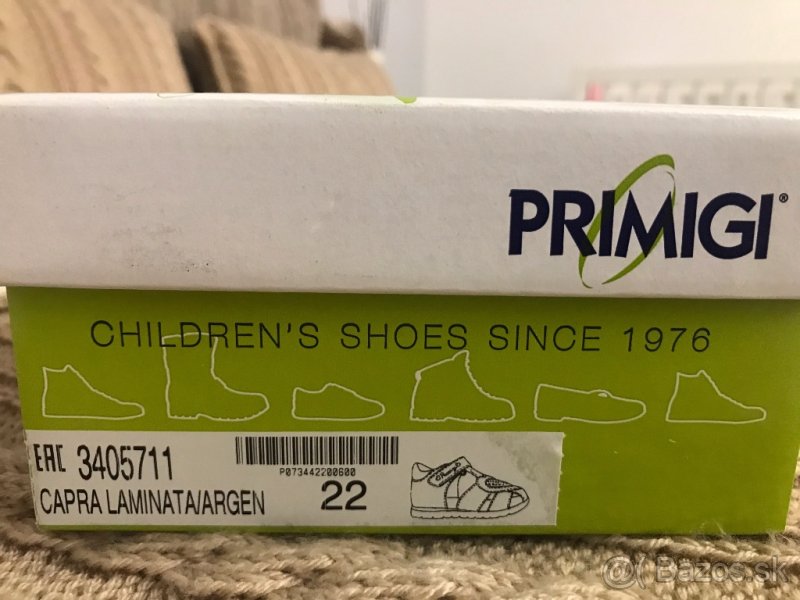 PRIMIGI®
CHILDREN'S SHOES SINCE 1976
EAC 3405711
P073442200600
CAPRA LAMINATA/ARGEN 22
@( Bazos.sk